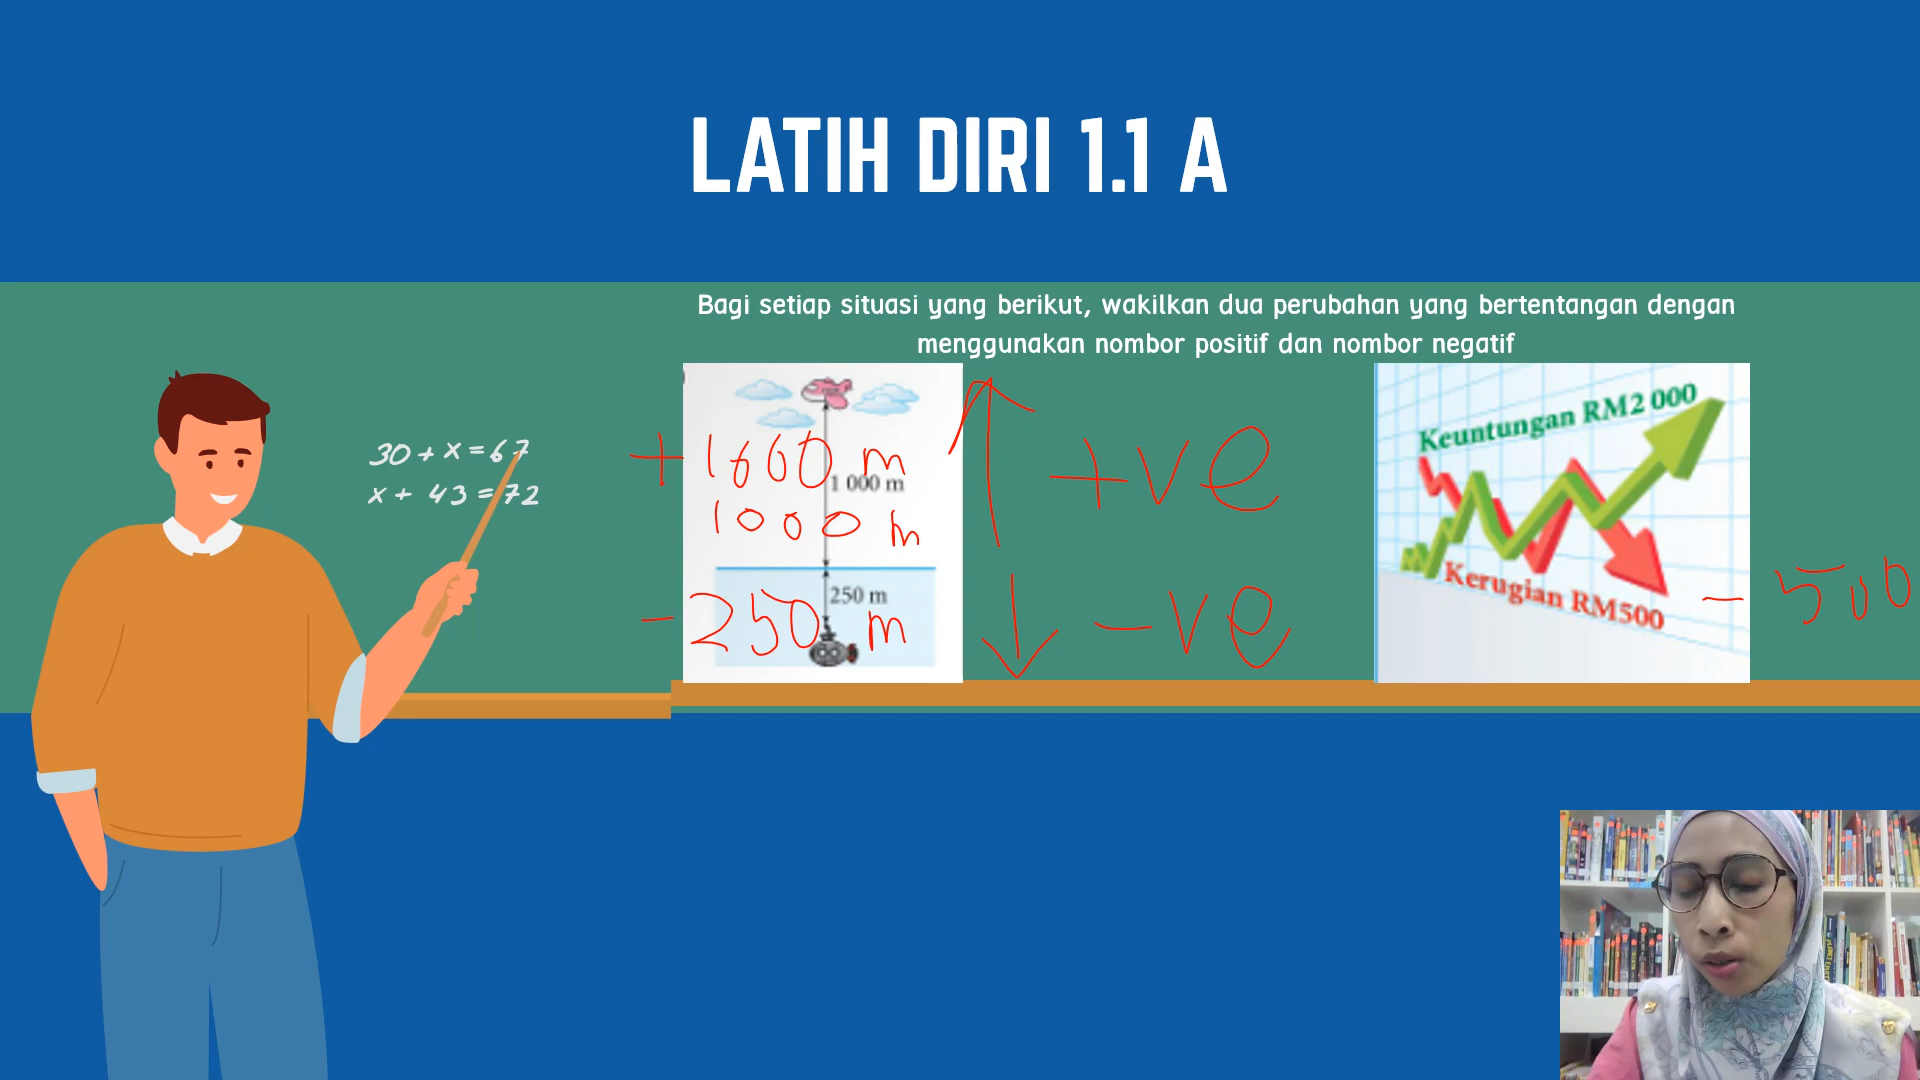 LATIH DIRI 1.1 A
Bagi setiap situasi yang berikut, wakilkan dua perubahan yang bertentangan dengan
menggunakan nombor positif dan nombor negatif
30 + x = 67
x + 43 = 72
+ 1000 m
1 000 m
1000 m
250 m
- 250 m
+ve
-ve
Keuntungan RM2 000
Kerugian RM500
- 500